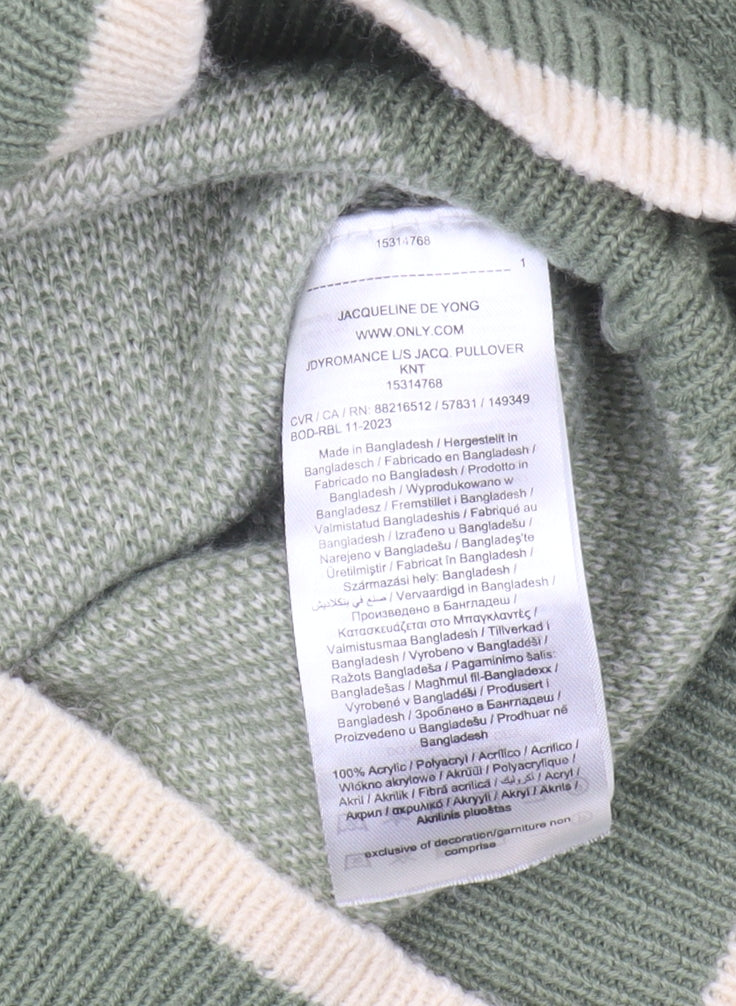 15314768
1
JACQUELINE DE YONG
WWW.ONLY.COM
JDYROMANCE L/S JACQ. PULLOVER
KNT
15314768
CVR / CA / RN: 88216512 / 57831 / 149349
BOD-RBL 11-2023
Made in Bangladesh / Hergestellt in
Bangladesch / Fabricado en Bangladesh /
Fabricado no Bangladesh / Prodotto in
Bangladesh / Wyprodukowano w
Bangladesz / Fremstillet i Bangladesh /
Valmistatud Bangladeshis / Fabriqué au
Bangladesh / Izrađeno u Bangladešu /
Narejeno v Bangladešu / Bangladeş'te
Üretilmiştir / Fabricat în Bangladesh /
Származási hely: Bangladesh /
صنع في بنكلاديش / Vervaardigd in Bangladesh /
Произведено в Бангладеш /
Κατασκευάζεται στο Μπαγκλαντές /
Valmistusmaa Bangladesh / Tillverkad i
Bangladesh / Vyrobeno v Bangladéši /
Ražots Bangladeša / Pagaminimo šalis:
Bangladešas / Magħmul fil-Bangladexx /
Vyrobené v Bangladéši / Produsert i
Bangladesh / Зроблено в Бангладеш /
Proizvedeno u Bangladešu / Prodhuar në
Bangladesh
100% Acrylic / Polyacryl / Acrílico / Acrilico /
Włókno akrylowe / Akrüül / Polyacrylique /
Akril / Akrilik / Fibră acrilică / أكروليك / Acryl /
Акрил / ακρυλικό / Akryyli / Akryl / Akrils /
Akrilinis pluoštas
exclusive of decoration/garniture non
comprise